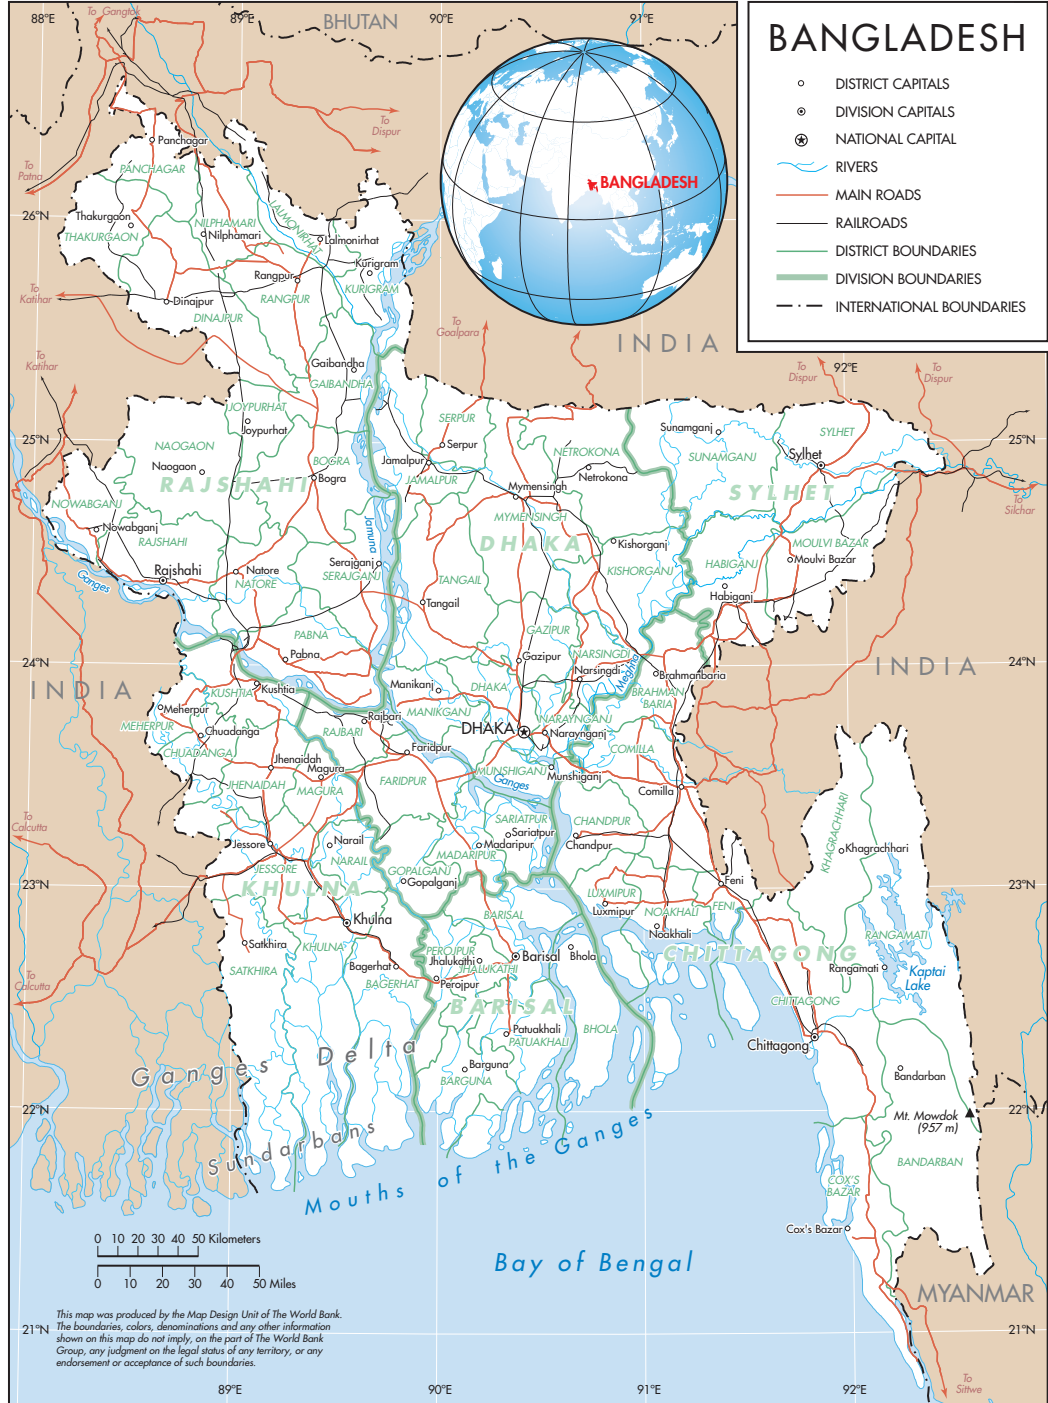 88°E
To Gangtok
89°E
BHUTAN
90°E
91°E
BANGLADESH
DISTRICT CAPITALS
DIVISION CAPITALS
NATIONAL CAPITAL
RIVERS
MAIN ROADS
RAILROADS
DISTRICT BOUNDARIES
DIVISION BOUNDARIES
INTERNATIONAL BOUNDARIES
BANGLADESH
To
Dispur
To
Patna
Panchagar
PANCHAGAR
26°N
Thakurgaon
THAKURGAON
NILPHAMARI
Nilphamari
LALMONIRHAT
Lalmonirhat
Kurigram
KURIGRAM
Rangpur
RANGPUR
To
Katihar
Dinajpur
DINAJPUR
To
Goalpara
INDIA
To
Katihar
Gaibandha
GAIBANDHA
To
Dispur
92°E
To
Dispur
JOYPURHAT
Joypurhat
SERPUR
Serpur
25°N
NAOGAON
Naogaon
BOGRA
Bogra
Jamalpur
JAMALPUR
NETROKONA
Netrokona
Sunamganj
SUNAMGANJ
SYLHET
Sylhet
25°N
RAJSHAHI
SYLHET
To
Silchar
NOWABGANJ
Nowabganj
RAJSHAHI
Mymensingh
MYMENSINGH
Jamuna
DHAKA
Kishorganj
KISHORGANJ
MOULVI BAZAR
Moulvi Bazar
HABIGANJ
Habiganj
Rajshahi
Ganges
Natore
NATORE
Serajganj
SERAJGANJ
TANGAIL
Tangail
24°N
PABNA
Pabna
GAZIPUR
Gazipur
NARSINGDI
Narsingdi
Meghna
Brahmanbaria
BRAHMAN
BARIA
24°N
INDIA
INDIA
KUSHTIA
Kushtia
Meherpur
MEHERPUR
Manikanj
MANIKGANJ
DHAKA
DHAKA
NARAYNGANJ
Naraynganj
Chuadanga
CHUADANGA
Rajbari
RAJBARI
Faridpur
FARIDPUR
COMILLA
Comilla
MUNSHIGANJ
Munshiganj
Ganges
Jhenaidah
JHENAIDAH
Magura
MAGURA
To
Calcutta
SARIATPUR
Sariatpur
CHANDPUR
Chandpur
KHAGRACHHARI
Khagrachhari
Jessore
JESSORE
Narail
NARAIL
Madaripur
MADARIPUR
GOPALGANJ
Gopalganj
23°N
23°N
KHULNA
Khulna
KHULNA
Feni
FENI
LUXMIPUR
Luxmipur
NOAKHALI
Noakhali
BARISAL
Barisal
Satkhira
SATKHIRA
Bagerhat
BAGERHAT
PEROJPUR
Perojpur
Jhalukathi
JHALUKATHI
Bhola
BHOLA
CHITTAGONG
RANGAMATI
Rangamati
Kaptai
Lake
To
Calcutta
BARISAL
CHITTAGONG
Chittagong
Patuakhali
PATUAKHALI
Ganges Delta
Barguna
BARGUNA
Bandarban
BANDARBAN
22°N
22°N
Mt. Mowdok
(957 m)
Sundarbans
Mouths of the Ganges
COX'S
BAZAR
Cox's Bazar
0 10 20 30 40 50 Kilometers
0 10 20 30 40 50 Miles
Bay of Bengal
MYANMAR
This map was produced by the Map Design Unit of The World Bank.
The boundaries, colors, denominations and any other information
shown on this map do not imply, on the part of The World Bank
Group, any judgment on the legal status of any territory, or any
endorsement or acceptance of such boundaries.
21°N
21°N
89°E
90°E
91°E
92°E
To
Sittwe